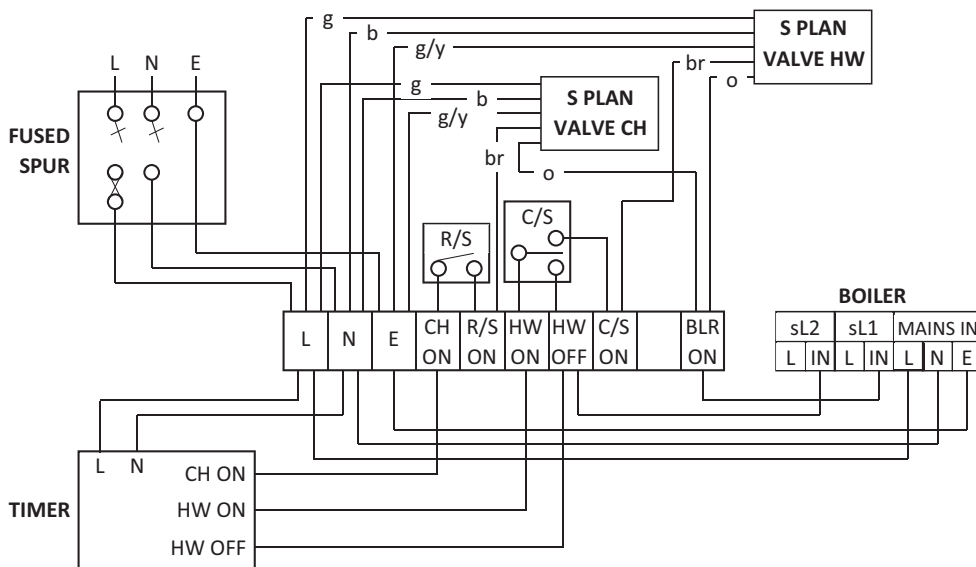 g
b
g/y
br
o
S PLAN
VALVE HW
L N E
FUSED
SPUR
g
b
g/y
br
o
S PLAN
VALVE CH
R/S
C/S
L
N
E
CH
ON
R/S
ON
HW
ON
HW
OFF
C/S
ON
BLR
ON
BOILER
sL2 sL1 MAINS IN
L IN L IN L N E
TIMER
L N
CH ON
HW ON
HW OFF